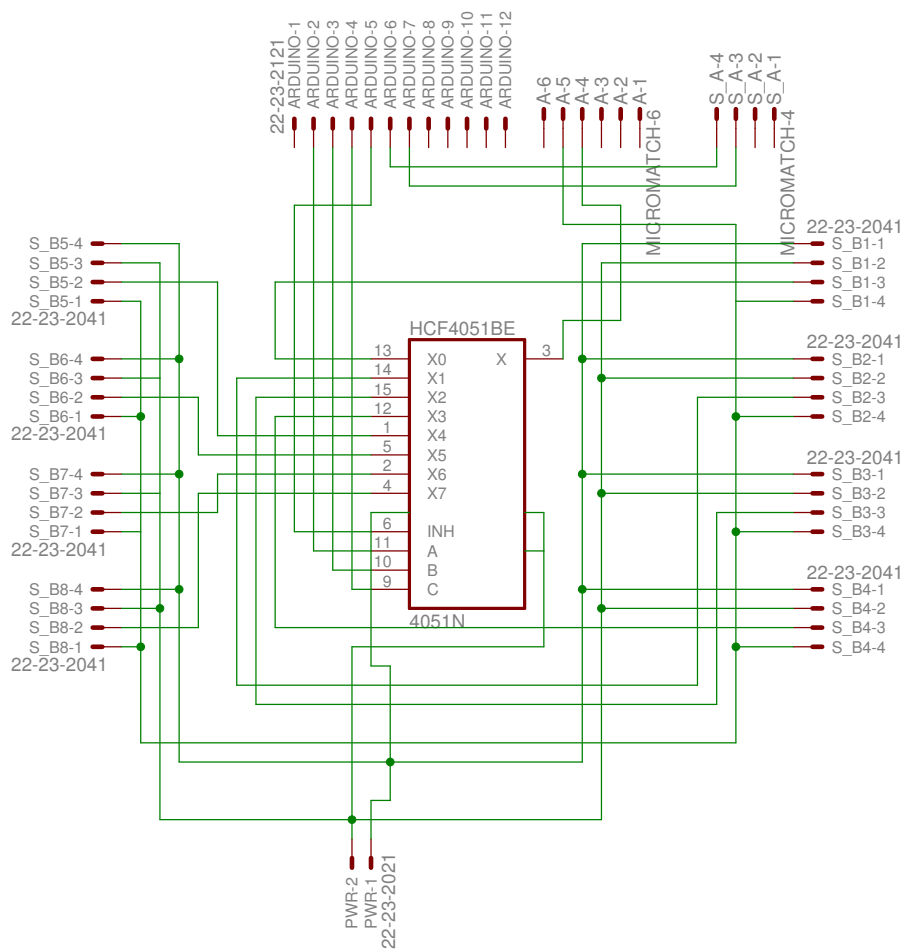 22-23-2121
ARDUINO-1
ARDUINO-2
ARDUINO-3
ARDUINO-4
ARDUINO-5
ARDUINO-6
ARDUINO-7
ARDUINO-8
ARDUINO-9
ARDUINO-10
ARDUINO-11
ARDUINO-12
A-6
A-5
A-4
A-3
A-2
A-1
MICROMATCH-6
S_A-4
S_A-3
S_A-2
S_A-1
MICROMATCH-4
S_B5-4
S_B5-3
S_B5-2
S_B5-1
22-23-2041
S_B6-4
S_B6-3
S_B6-2
S_B6-1
22-23-2041
S_B7-4
S_B7-3
S_B7-2
S_B7-1
22-23-2041
S_B8-4
S_B8-3
S_B8-2
S_B8-1
22-23-2041
HCF4051BE
13 X0 X 3
14 X1
15 X2
12 X3
1 X4
5 X5
2 X6
4 X7
6 INH
11 A
10 B
9 C
4051N
22-23-2041
S_B1-1
S_B1-2
S_B1-3
S_B1-4
22-23-2041
S_B2-1
S_B2-2
S_B2-3
S_B2-4
22-23-2041
S_B3-1
S_B3-2
S_B3-3
S_B3-4
22-23-2041
S_B4-1
S_B4-2
S_B4-3
S_B4-4
PWR-2
PWR-1
22-23-2021